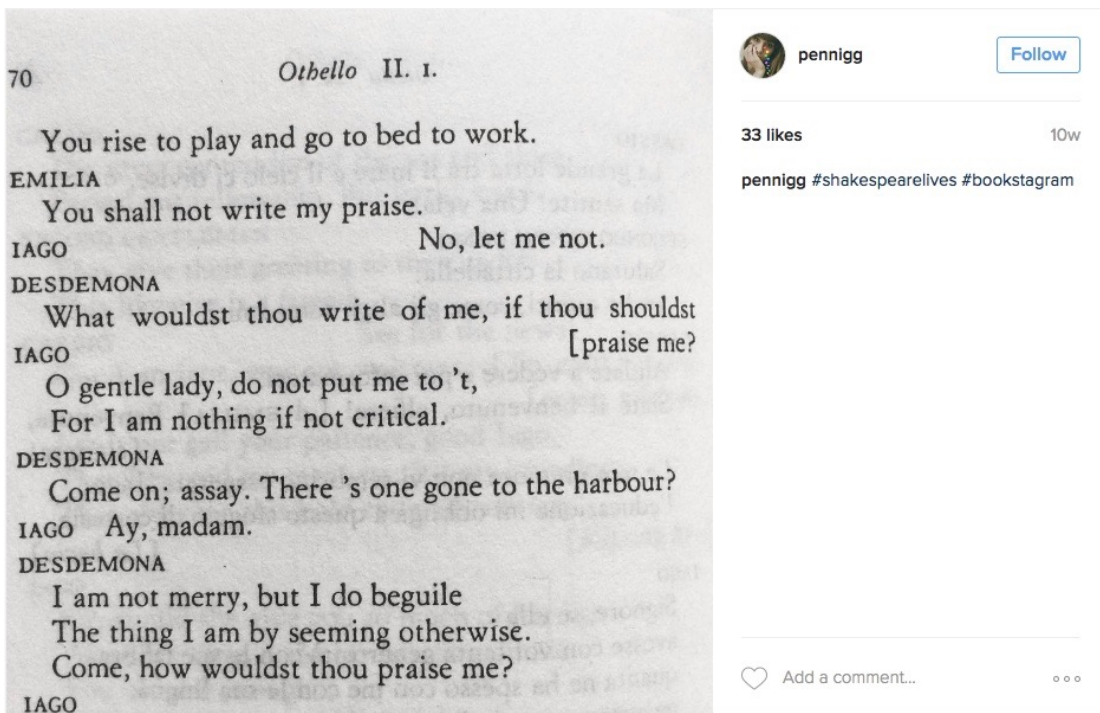 70 Othello II. 1.
You rise to play and go to bed to work.
EMILIA
You shall not write my praise.
IAGO No, let me not.
DESDEMONA
What wouldst thou write of me, if thou shouldst
[praise me?
IAGO
O gentle lady, do not put me to 't,
For I am nothing if not critical.
DESDEMONA
Come on; assay. There 's one gone to the harbour?
IAGO Ay, madam.
DESDEMONA
I am not merry, but I do beguile
The thing I am by seeming otherwise.
Come, how wouldst thou praise me?
IAGO
pennigg
Follow
33 likes 10w
pennigg #shakespearelives #bookstagram
Add a comment...